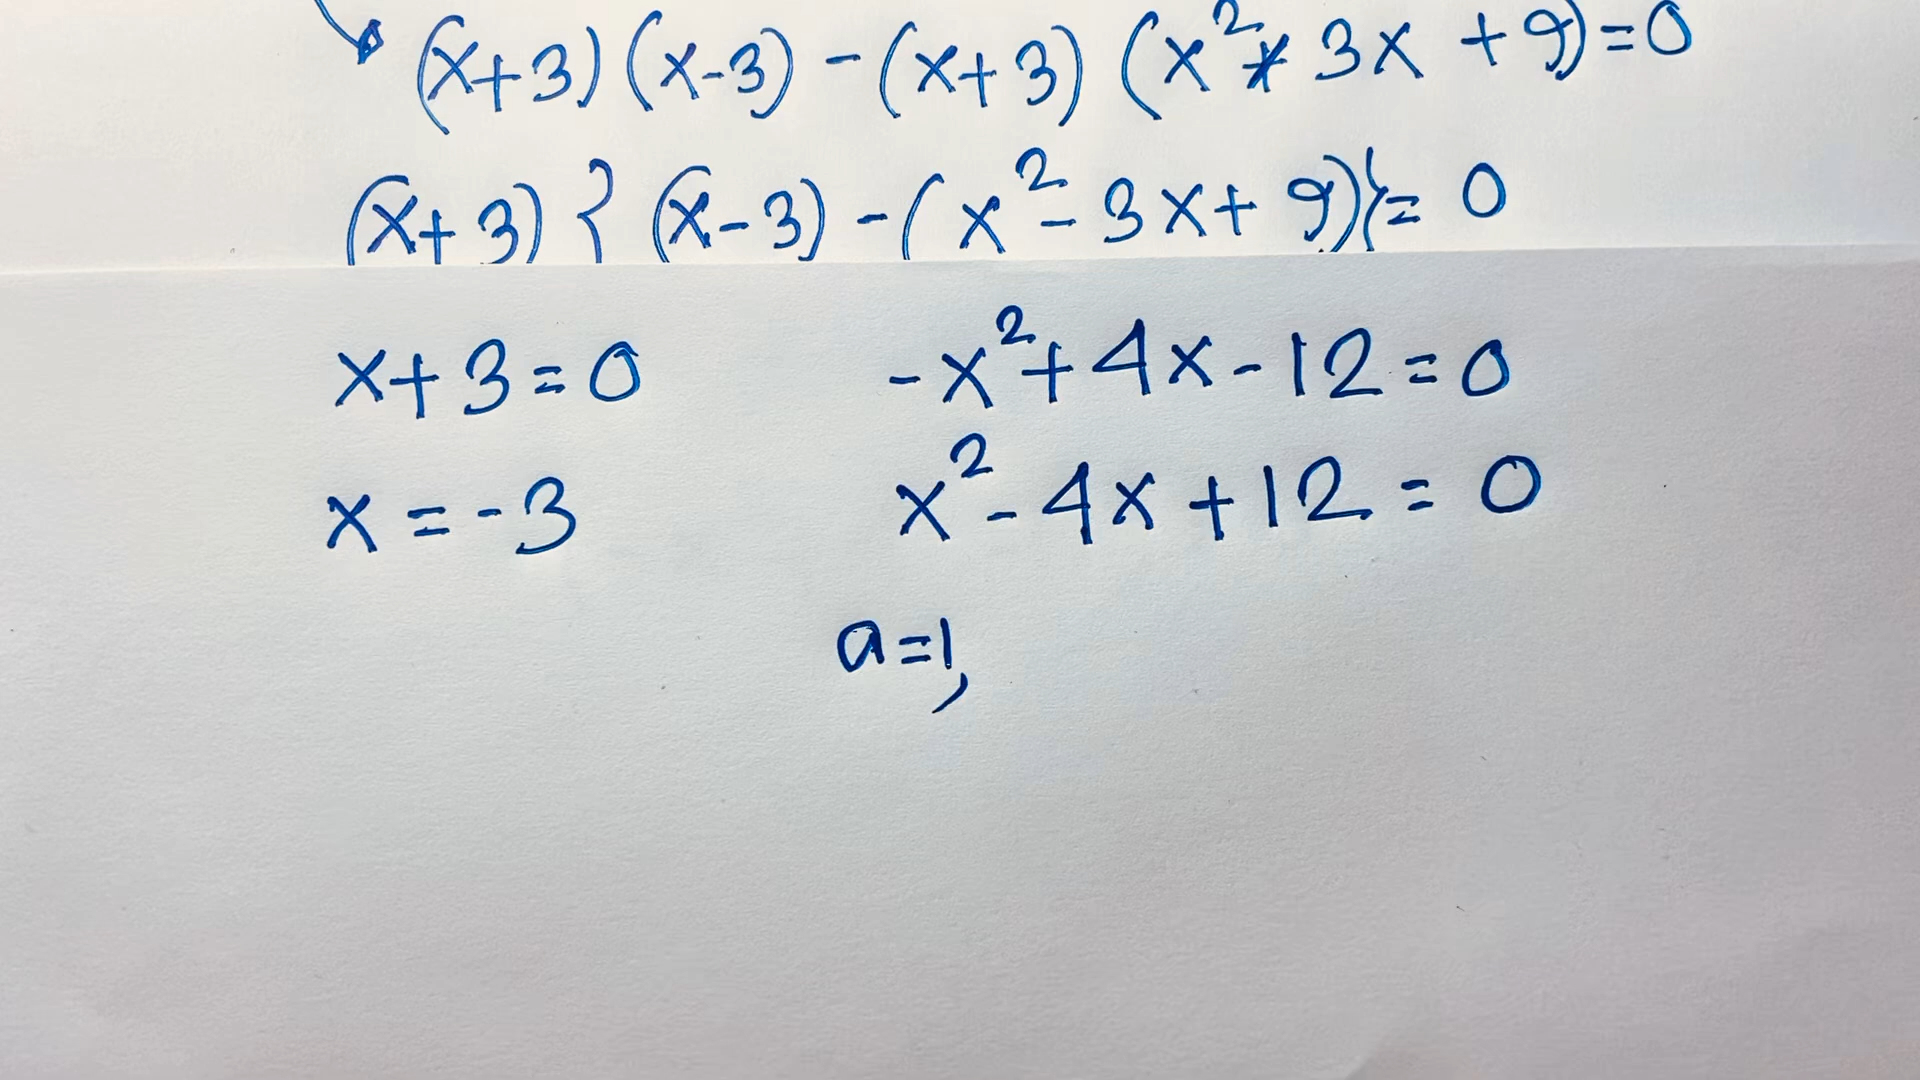 (x+3)(x-3)-(x+3)(x²-3x+9)=0
(x+3){(x-3)-(x²-3x+9)}=0
x+3=0
-x²+4x-12=0
x=-3
x²-4x+12=0
a=1,